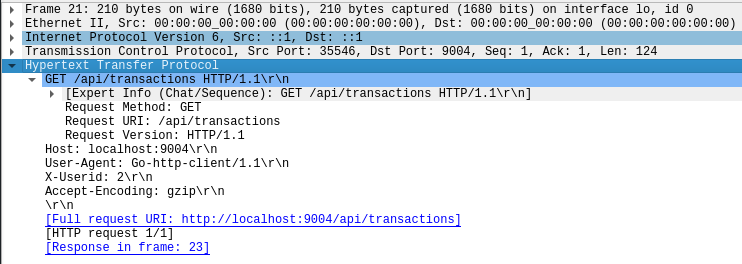 Frame 21: 210 bytes on wire (1680 bits), 210 bytes captured (1680 bits) on interface lo, id 0
Ethernet II, Src: 00:00:00_00:00:00 (00:00:00:00:00:00), Dst: 00:00:00_00:00:00 (00:00:00:00:00:00)
Internet Protocol Version 6, Src: ::1, Dst: ::1
Transmission Control Protocol, Src Port: 35546, Dst Port: 9004, Seq: 1, Ack: 1, Len: 124
Hypertext Transfer Protocol
GET /api/transactions HTTP/1.1\r\n
[Expert Info (Chat/Sequence): GET /api/transactions HTTP/1.1\r\n]
Request Method: GET
Request URI: /api/transactions
Request Version: HTTP/1.1
Host: localhost:9004\r\n
User-Agent: Go-http-client/1.1\r\n
X-Userid: 2\r\n
Accept-Encoding: gzip\r\n
\r\n
[Full request URI: http://localhost:9004/api/transactions]
[HTTP request 1/1]
[Response in frame: 23]